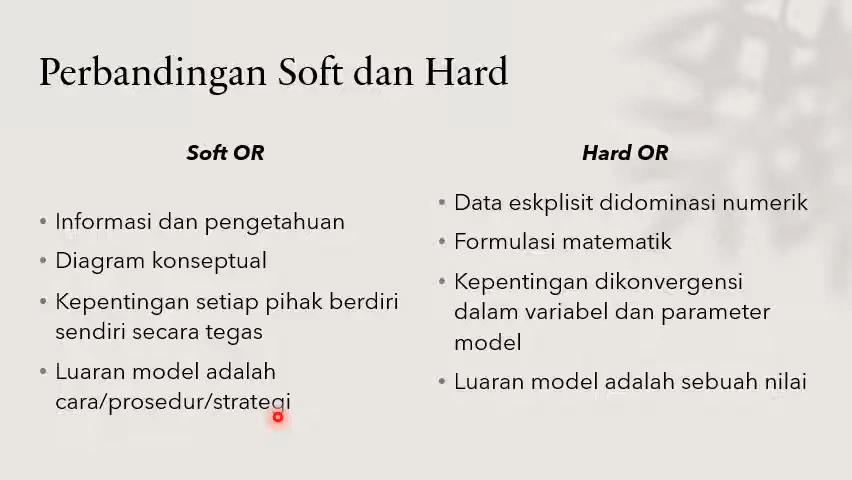 Perbandingan Soft dan Hard
Soft OR
• Informasi dan pengetahuan
• Diagram konseptual
• Kepentingan setiap pihak berdiri
sendiri secara tegas
• Luaran model adalah
cara/prosedur/strategi
Hard OR
• Data eskplisit didominasi numerik
• Formulasi matematik
• Kepentingan dikonvergensi
dalam variabel dan parameter
model
• Luaran model adalah sebuah nilai